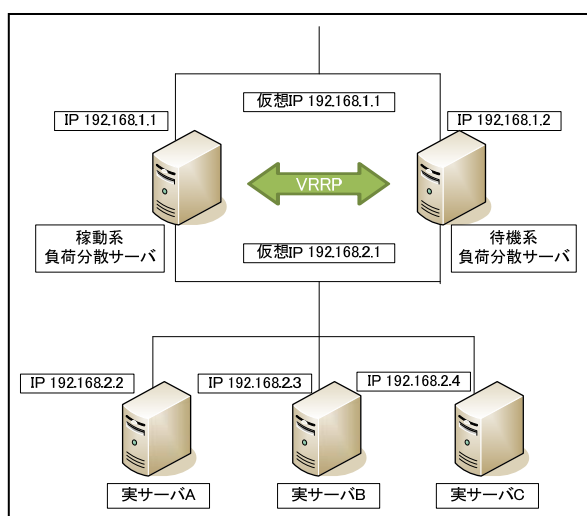 仮想IP 192.168.1.1
IP 192.168.1.1
IP 192.168.1.2
VRRP
稼動系
負荷分散サーバ
待機系
負荷分散サーバ
仮想IP 192.168.2.1
IP 192.168.2.2
IP 192.168.2.3
IP 192.168.2.4
実サーバA
実サーバB
実サーバC